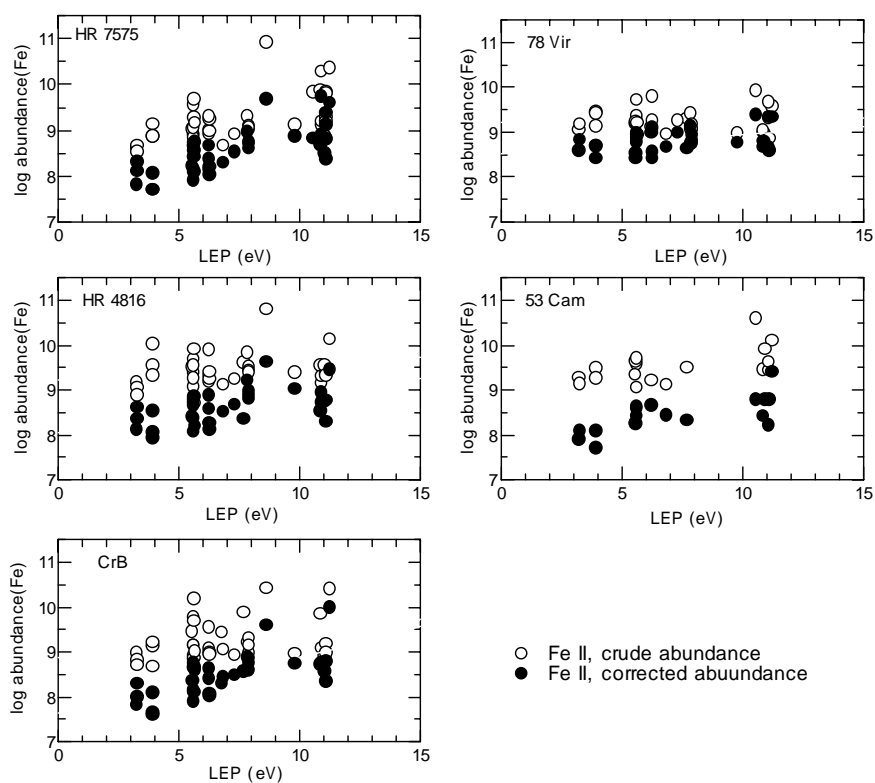 HR 7575
11
10
9
8
7
0 5 10 15
LEP (eV)
log abundance(Fe)
78 Vir
11
10
9
8
7
0 5 10 15
LEP (eV)
log abundance(Fe)
HR 4816
11
10
9
8
7
0 5 10 15
LEP (eV)
log abundance(Fe)
53 Cam
11
10
9
8
7
0 5 10 15
LEP (eV)
log abundance(Fe)
CrB
11
10
9
8
7
0 5 10 15
LEP (eV)
log abundance(Fe)
Fe II, crude abundance
Fe II, corrected abuundance